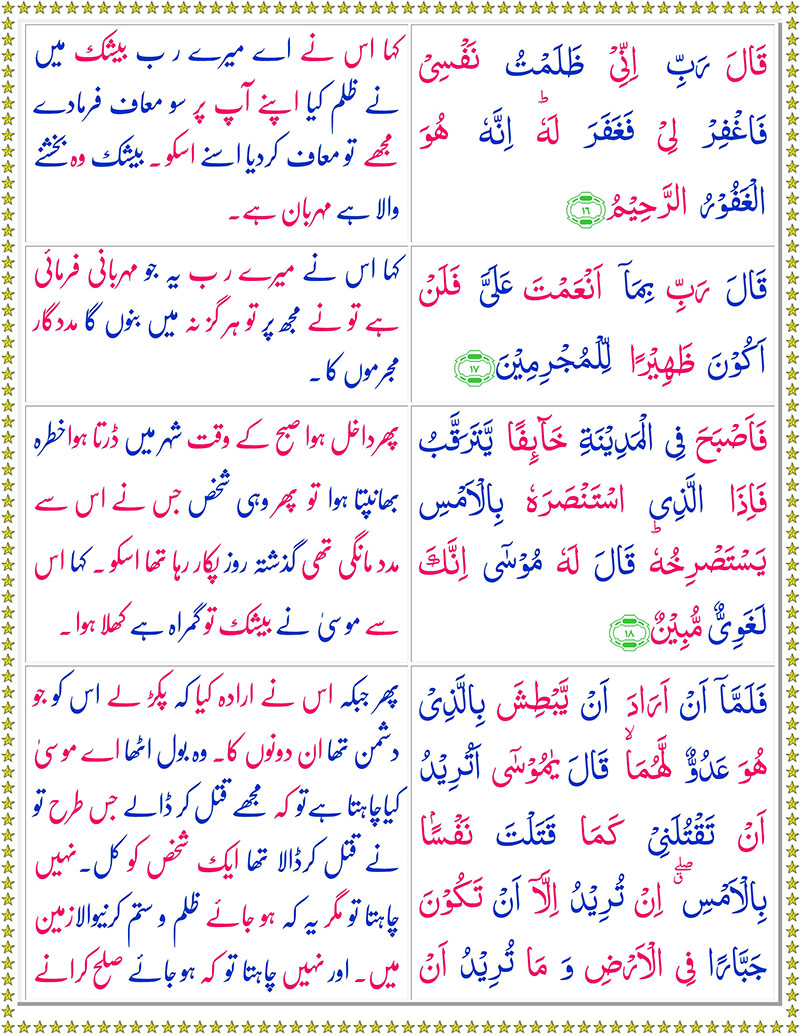 قَالَ رَبِّ اِنِّىْ ظَلَمْتُ نَفْسِىْ
فَاغْفِرْ لِىْ فَغَفَرَ لَهٗ‌ؕ اِنَّهٗ هُوَ
الْغَفُوْرُ الرَّحِيْمُ ﴿۱۶﴾
کہا اس نے اے میرے ر ب بیشک میں
نے ظلم کیا اپنے آپ پر سو معاف فرمادے
مجھے تو معاف کردیا اسنے اسکو۔ بیشک وہ بخشنے
والا ہے مہربان ہے۔
قَالَ رَبِّ بِمَاۤ اَنْعَمْتَ عَلَىَّ فَلَنْ
اَكُوْنَ ظَهِيْرًا لِّلْمُجْرِمِيْنَ ﴿۱۷﴾
کہا اس نے میرے ر ب یہ جو مہربانی فرمائی
ہے تو نے مجھ پر تو ہر گز نہ میں بنوں گا مددگار
مجرموں کا۔
فَاَصْبَحَ فِى الْمَدِيْنَةِ خَآٮِٕفًا يَّتَرَقَّبُ
فَاِذَا الَّذِى اسْتَنْصَرَهٗ بِالْاَمْسِ
يَسْتَصْرِخُهٗ‌ؕ قَالَ لَهٗ مُوْسٰٓى اِنَّكَ
لَغَوِىٌّ مُّبِيْنٌ ﴿۱۸﴾
پھر داخل ہوا صبح کے وقت شہر میں ڈرتا ہوا خطرہ
بھانپتا ہوا تو پھر وہی شخص جس نے اس سے
مدد مانگی تھی گذشتہ روز پکار رہا تھا اسکو۔ کہا اس
سے موسیٰ نے بیشک تو گمراہ ہے کھلا ہوا۔
فَلَمَّاۤ اَنْ اَرَادَ اَنْ يَّبْطِشَ بِالَّذِىْ
هُوَ عَدُوٌّ لَّهُمَا ۙ قَالَ يٰمُوْسٰٓى اَتُرِيْدُ
اَنْ تَقْتُلَنِىْ كَمَا قَتَلْتَ نَفْسًۢا
بِالْاَمْسِ‌ۖ ‌ۗ اِنْ تُرِيْدُ اِلَّاۤ اَنْ تَكُوْنَ
جَبَّارًا فِى الْاَرْضِ وَ مَا تُرِيْدُ اَنْ
پھر جبکہ اس نے ارادہ کیا کہ پکڑ لے اس کو جو
دشمن تھا ان دونوں کا۔ وہ بول اٹھا اے موسیٰ
کیا چاہتا ہے تو کہ مجھے قتل کر ڈالے جس طرح تو
نے قتل کرڈالا تھا ایک شخص کو کل۔ نہیں
چاہتا تو مگر یہ کہ ہو جائے ظلم و ستم کرنیوالا زمین
میں۔ اور نہیں چاہتا تو کہ ہو جائے صلح کرانے